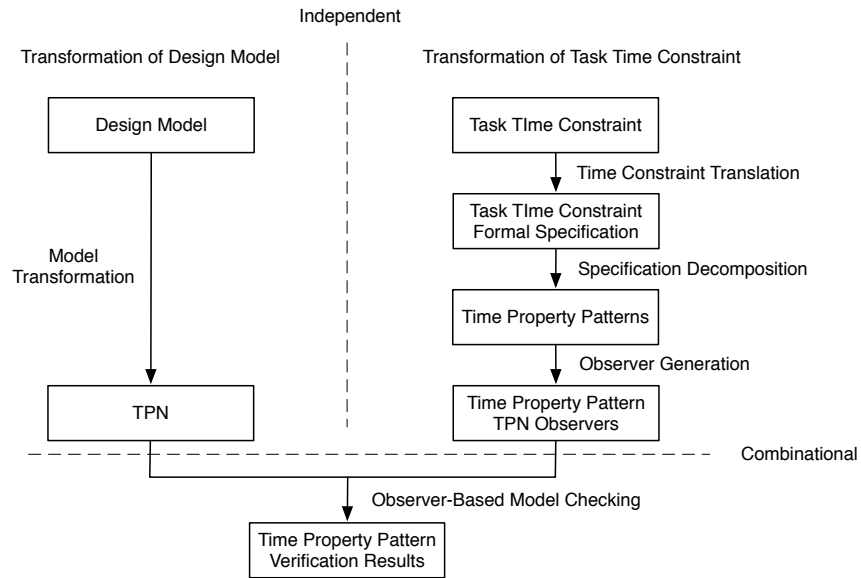 Independent
Transformation of Design Model
Transformation of Task Time Constraint
Design Model
Task TIme Constraint
Time Constraint Translation
Task TIme Constraint
Formal Specification
Model
Transformation
Specification Decomposition
Time Property Patterns
Observer Generation
TPN
Time Property Pattern
TPN Observers
Combinational
Observer-Based Model Checking
Time Property Pattern
Verification Results